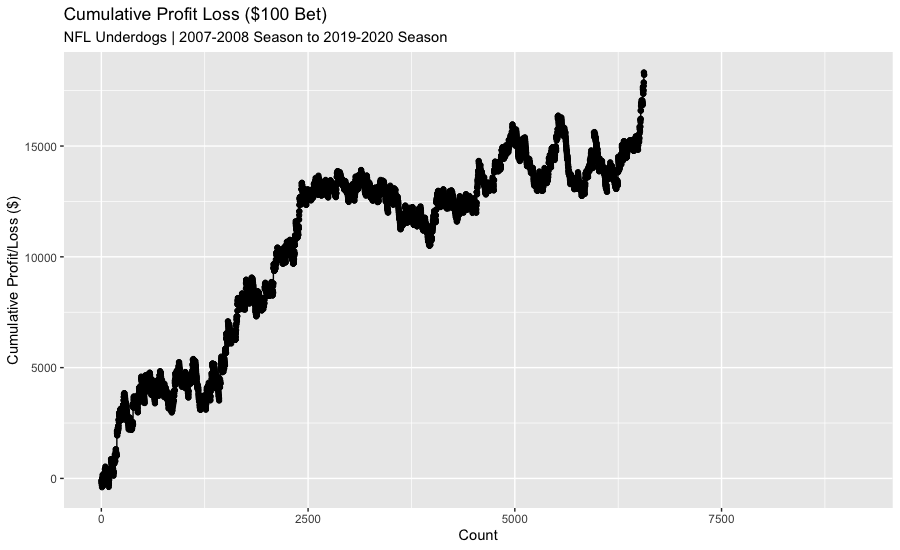 Cumulative Profit Loss ($100 Bet)
NFL Underdogs | 2007-2008 Season to 2019-2020 Season
Cumulative Profit/Loss ($)
15000
10000
5000
0
0 2500 5000 7500
Count